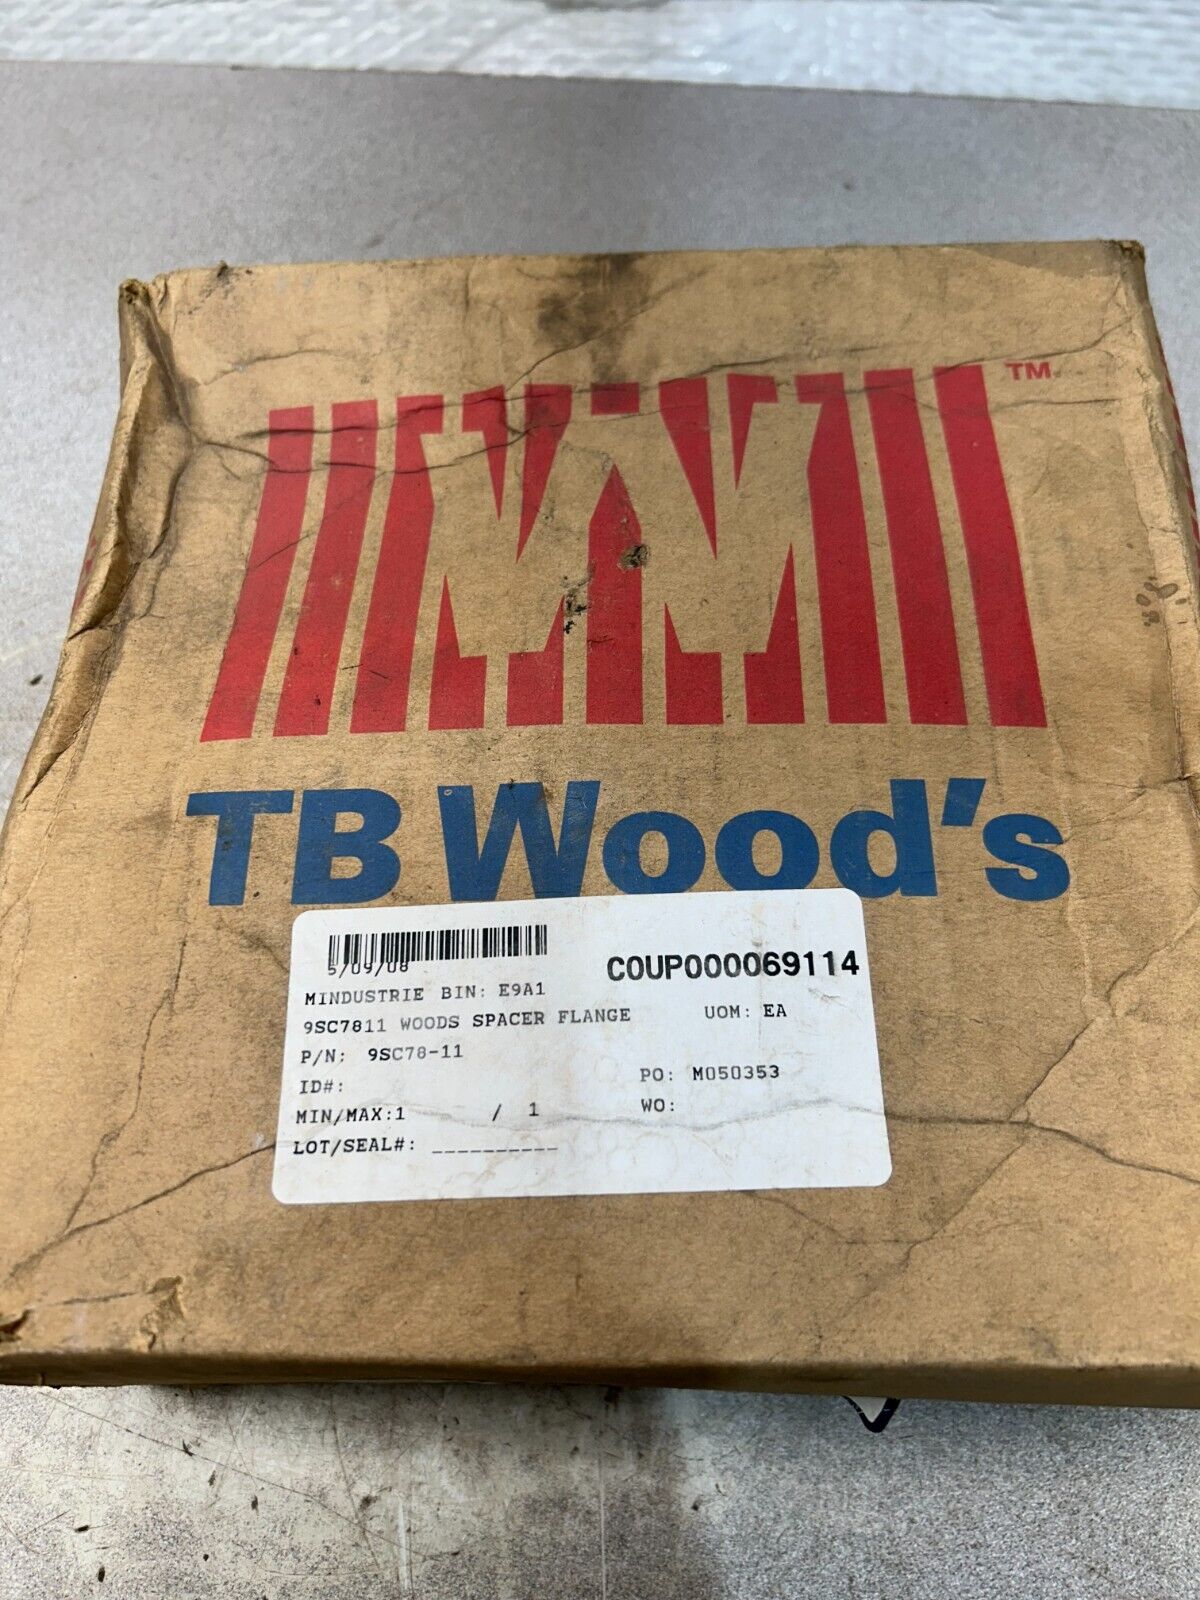 TM
TB Wood's
5/09/08
COUP000069114
MINDUSTRIE BIN: E9A1
9SC7811 WOODS SPACER FLANGE UOM: EA
P/N: 9SC78-11
ID#: PO: M050353
MIN/MAX:1 / 1 WO:
LOT/SEAL#: __________